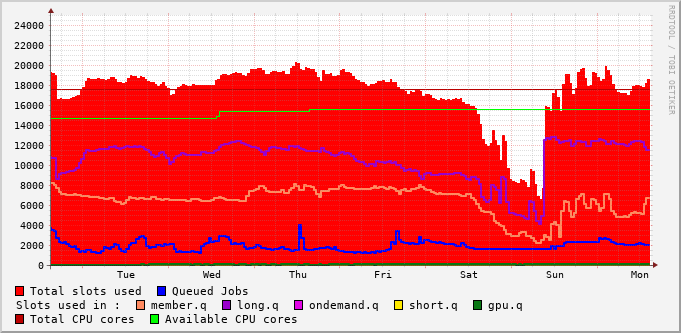 RRDTOOL / TOBI OETIKER
24000
22000
20000
18000
16000
14000
12000
10000
8000
6000
4000
2000
0
Tue Wed Thu Fri Sat Sun Mon
Total slots used Queued Jobs
Slots used in : member.q long.q ondemand.q short.q gpu.q
Total CPU cores Available CPU cores